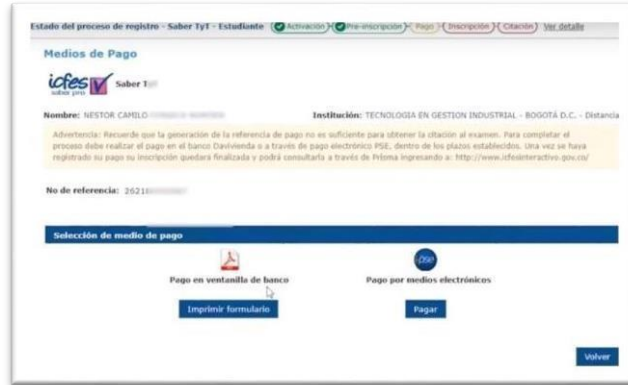 Estado del proceso de registro - Saber TyT - Estudiante Activación Pre-inscripción Pago Inscripción Citación Ver detalle
Medios de Pago
icfes
saber pro
Saber T
Nombre: NESTOR CAMILO Institución: TECNOLOGIA EN GESTION INDUSTRIAL - BOGOTÁ D.C. - Distancia
Advertencia: Recuerde que la generación de la referencia de pago no es suficiente para obtener la citación al examen. Para completar el
proceso debe realizar el pago en el banco Davivienda o a través de pago electrónico PSE, dentro de los plazos establecidos. Una vez se haya
registrado su pago su inscripción quedará finalizada y podrá consultarla a través de Prisma ingresando a: http://www.icfesinteractivo.gov.co/
No de referencia: 26218
Selección de medio de pago
pse
Pago en ventanilla de banco Pago por medios electrónicos
Imprimir formulario Pagar
Volver